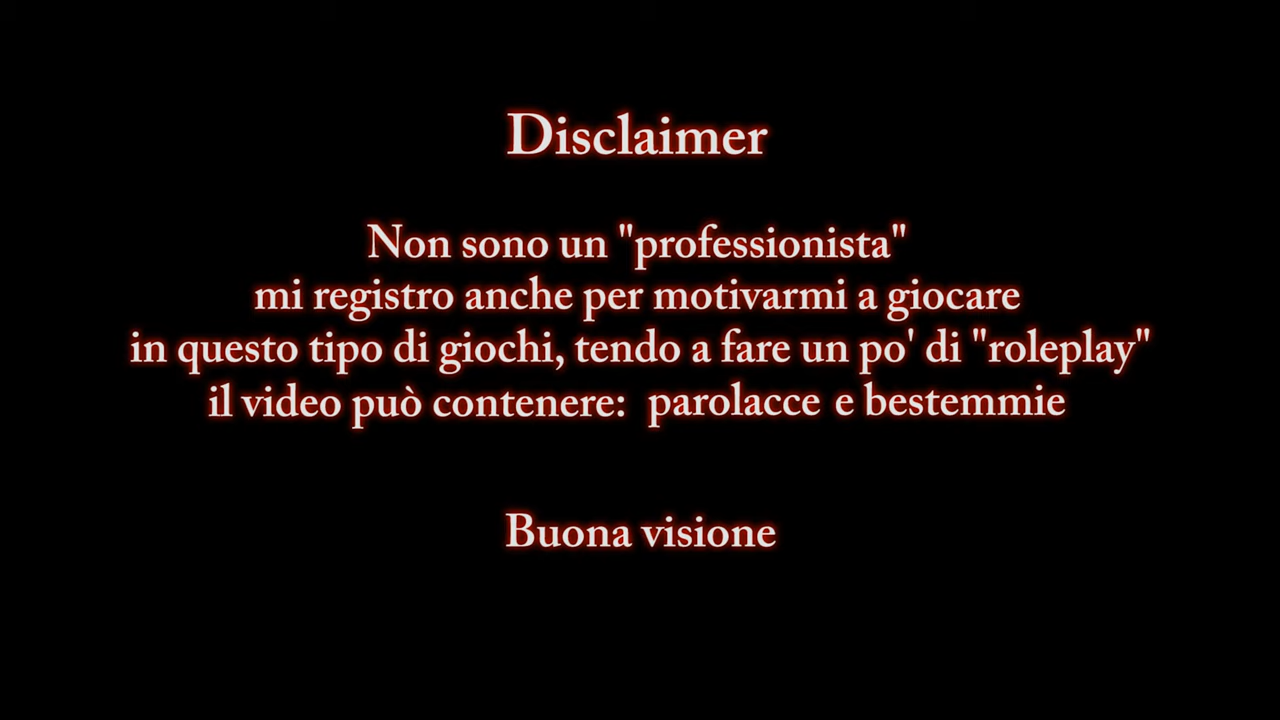 Disclaimer
Non sono un "professionista"
mi registro anche per motivarmi a giocare
in questo tipo di giochi, tendo a fare un po' di "roleplay"
il video può contenere: parolacce e bestemmie
Buona visione